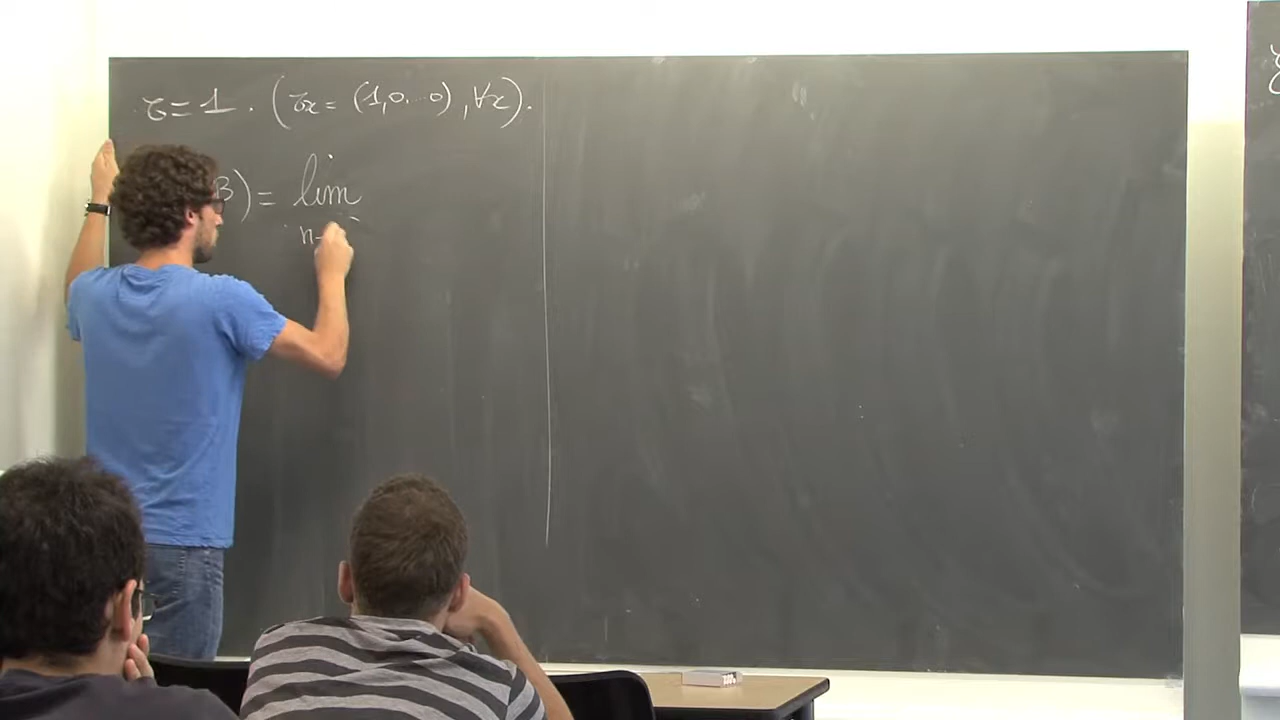 σ = 1 . (σx = (1,0...0), ∀x).
B) = lim
n→